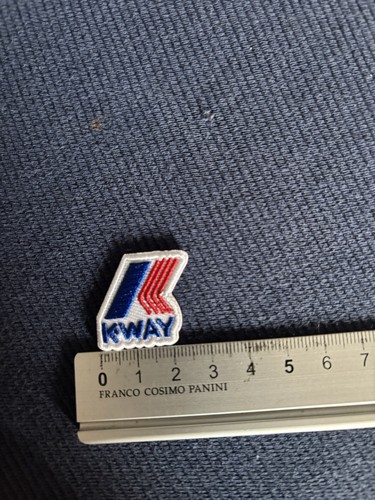 K-WAY
0 1 2 3 4 5 6 7
FRANCO COSIMO PANINI